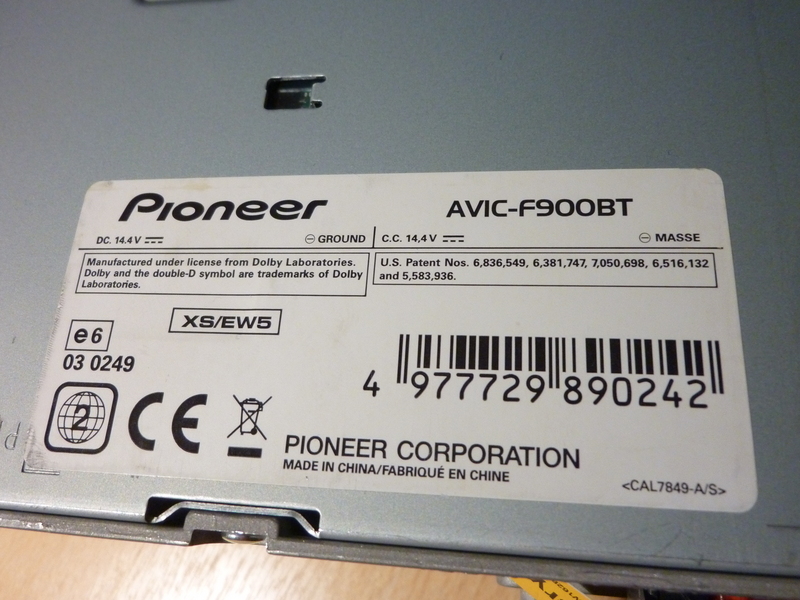 Pioneer
AVIC-F900BT
DC. 14.4 V
GROUND
C.C. 14,4 V
MASSE
Manufactured under license from Dolby Laboratories.
Dolby and the double-D symbol are trademarks of Dolby
Laboratories.
U.S. Patent Nos. 6,836,549, 6,381,747, 7,050,698, 6,516,132
and 5,583,936.
XS/EW5
e6
03 0249
2
CE
4 977729 890242
PIONEER CORPORATION
MADE IN CHINA/FABRIQUÉ EN CHINE
<CAL7849-A/S>